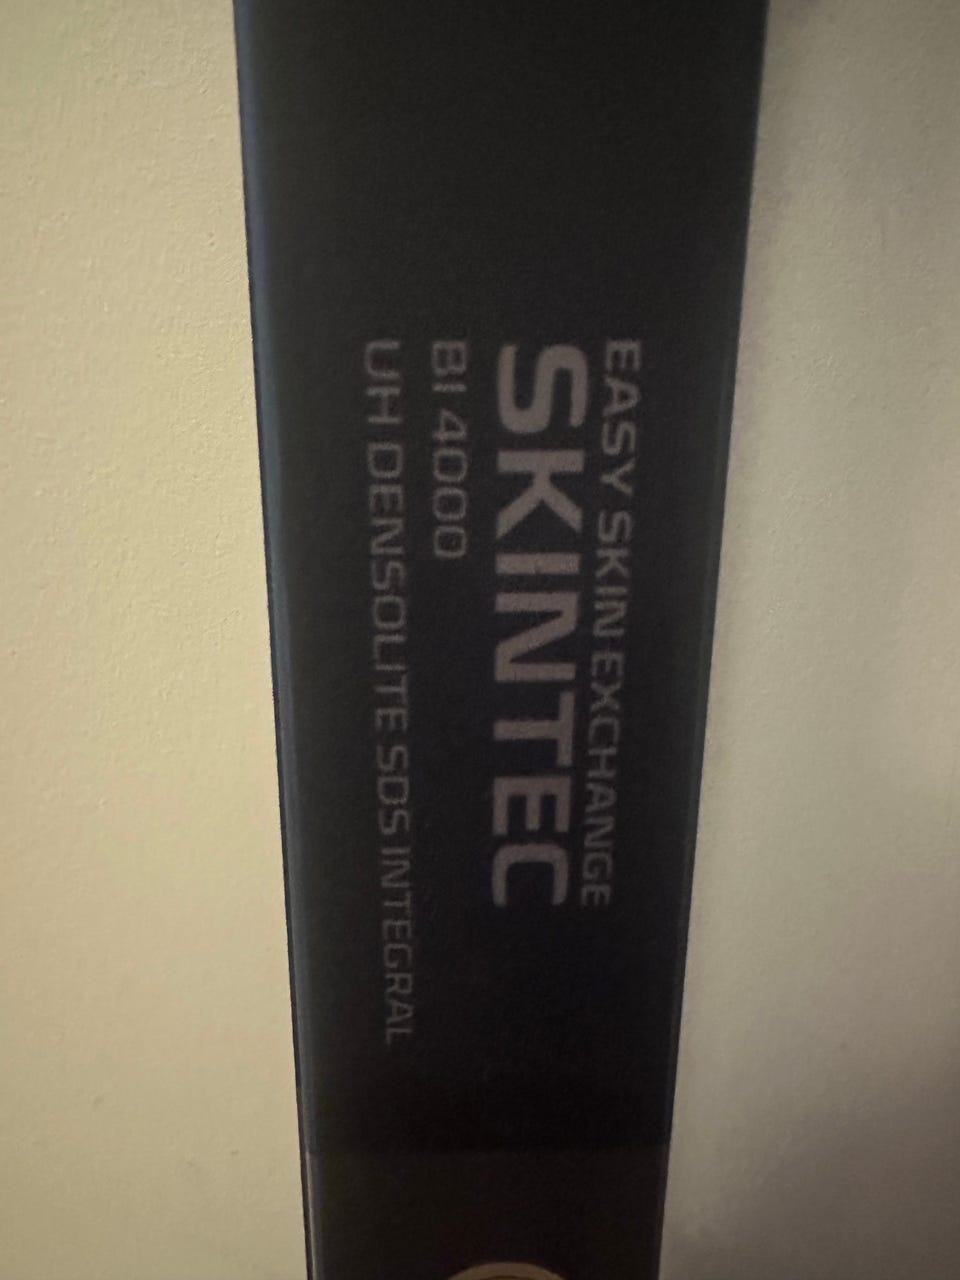 EASY SKIN EXCHANGE
SKINTEC
BI 4000
UH DENSOLITE SDS INTEGRAL